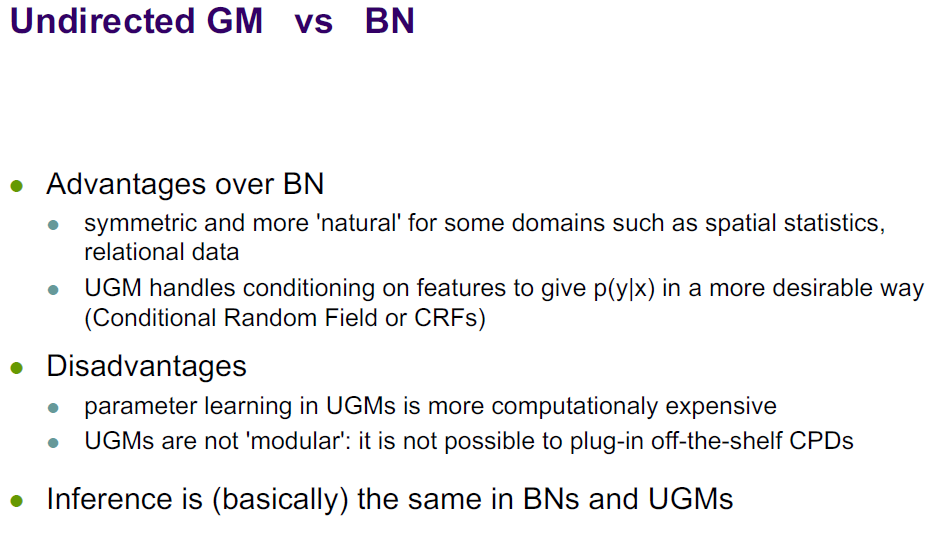 Undirected GM vs BN
Advantages over BN
symmetric and more 'natural' for some domains such as spatial statistics,
relational data
UGM handles conditioning on features to give p(y|x) in a more desirable way
(Conditional Random Field or CRFs)
Disadvantages
parameter learning in UGMs is more computationaly expensive
UGMs are not 'modular': it is not possible to plug-in off-the-shelf CPDs
Inference is (basically) the same in BNs and UGMs